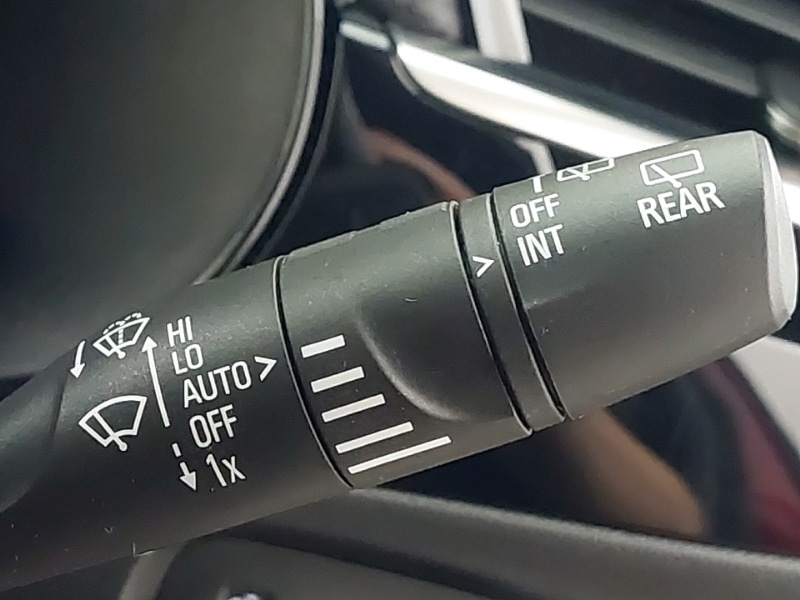 HI
LO
AUTO >
OFF
1x
>
OFF
INT
REAR